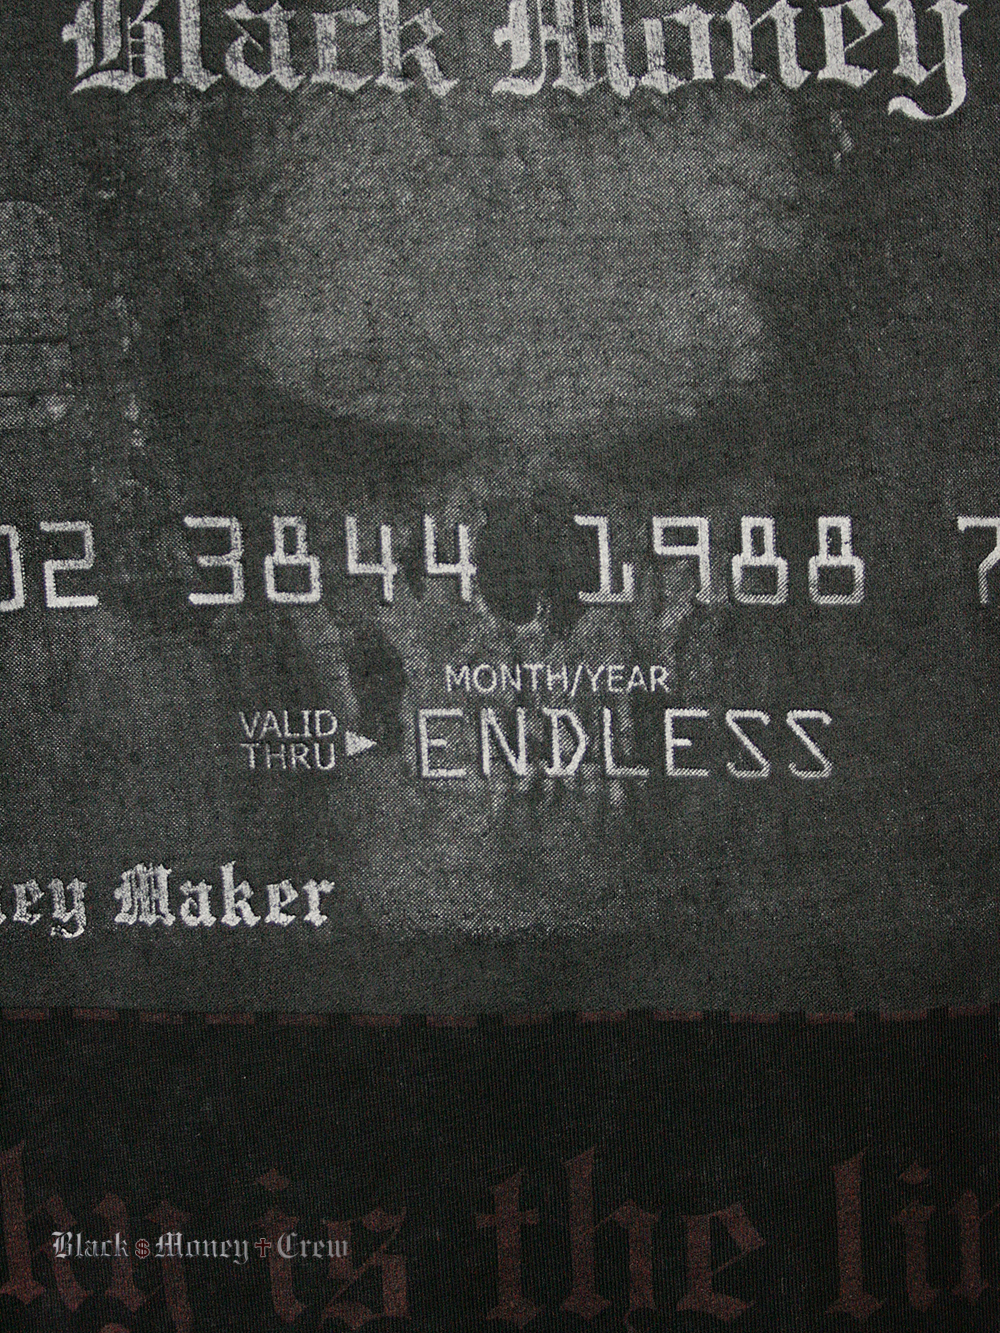 Black Money
02 3844 1988 7
MONTH/YEAR
VALID
THRU
ENDLESS
ey Maker
ky is the li
Black $ Money † Crew